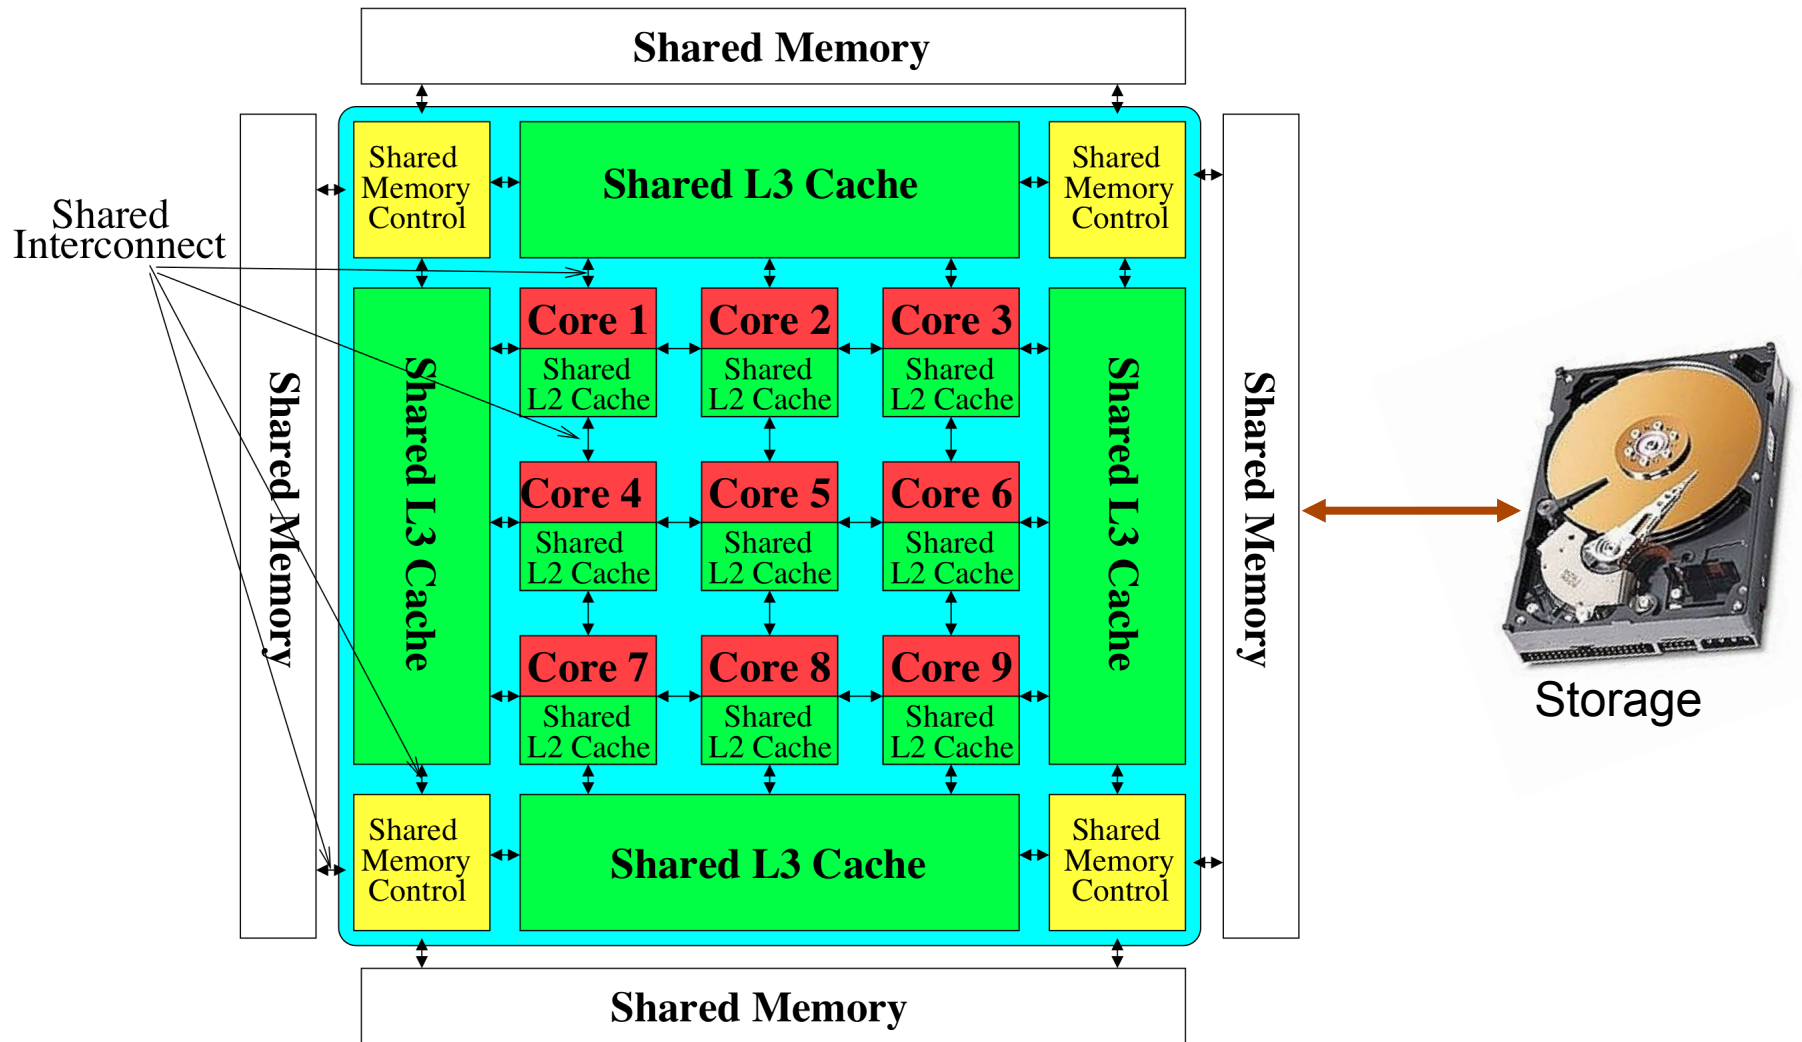 Shared Memory
Shared
Memory
Control
Shared L3 Cache
Shared
Memory
Control
Shared
Interconnect
Shared Memory
Shared L3 Cache
Core 1
Shared
L2 Cache
Core 2
Shared
L2 Cache
Core 3
Shared
L2 Cache
Shared L3 Cache
Shared Memory
Core 4
Shared
L2 Cache
Core 5
Shared
L2 Cache
Core 6
Shared
L2 Cache
Core 7
Shared
L2 Cache
Core 8
Shared
L2 Cache
Core 9
Shared
L2 Cache
Storage
Shared
Memory
Control
Shared L3 Cache
Shared
Memory
Control
Shared Memory